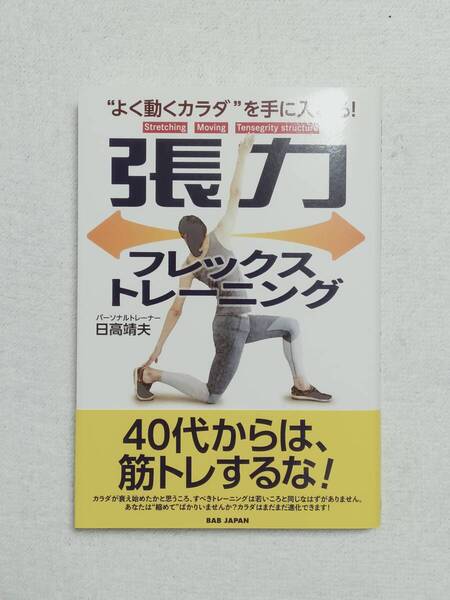 “よく動くカラダ”を手に入れる!
Stretching Moving Tensegrity structure
張力
フレックス
トレーニング
パーソナルトレーナー
日高靖夫
40代からは、
筋トレするな!
カラダが衰え始めたかと思うころ、すべきトレーニングは若いころと同じなはずがありません。
あなたは“縮めて”ばかりいませんか?カラダはまだまだ進化できます!
BAB JAPAN